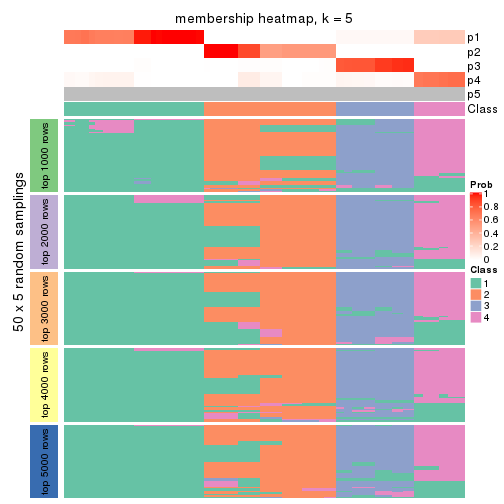 membership heatmap, k = 5
p1
p2
p3
p4
p5
Class
50 x 5 random samplings
top 1000 rows
top 2000 rows
top 3000 rows
top 4000 rows
top 5000 rows
Prob
1
0.8
0.6
0.4
0.2
0
Class
1
2
3
4